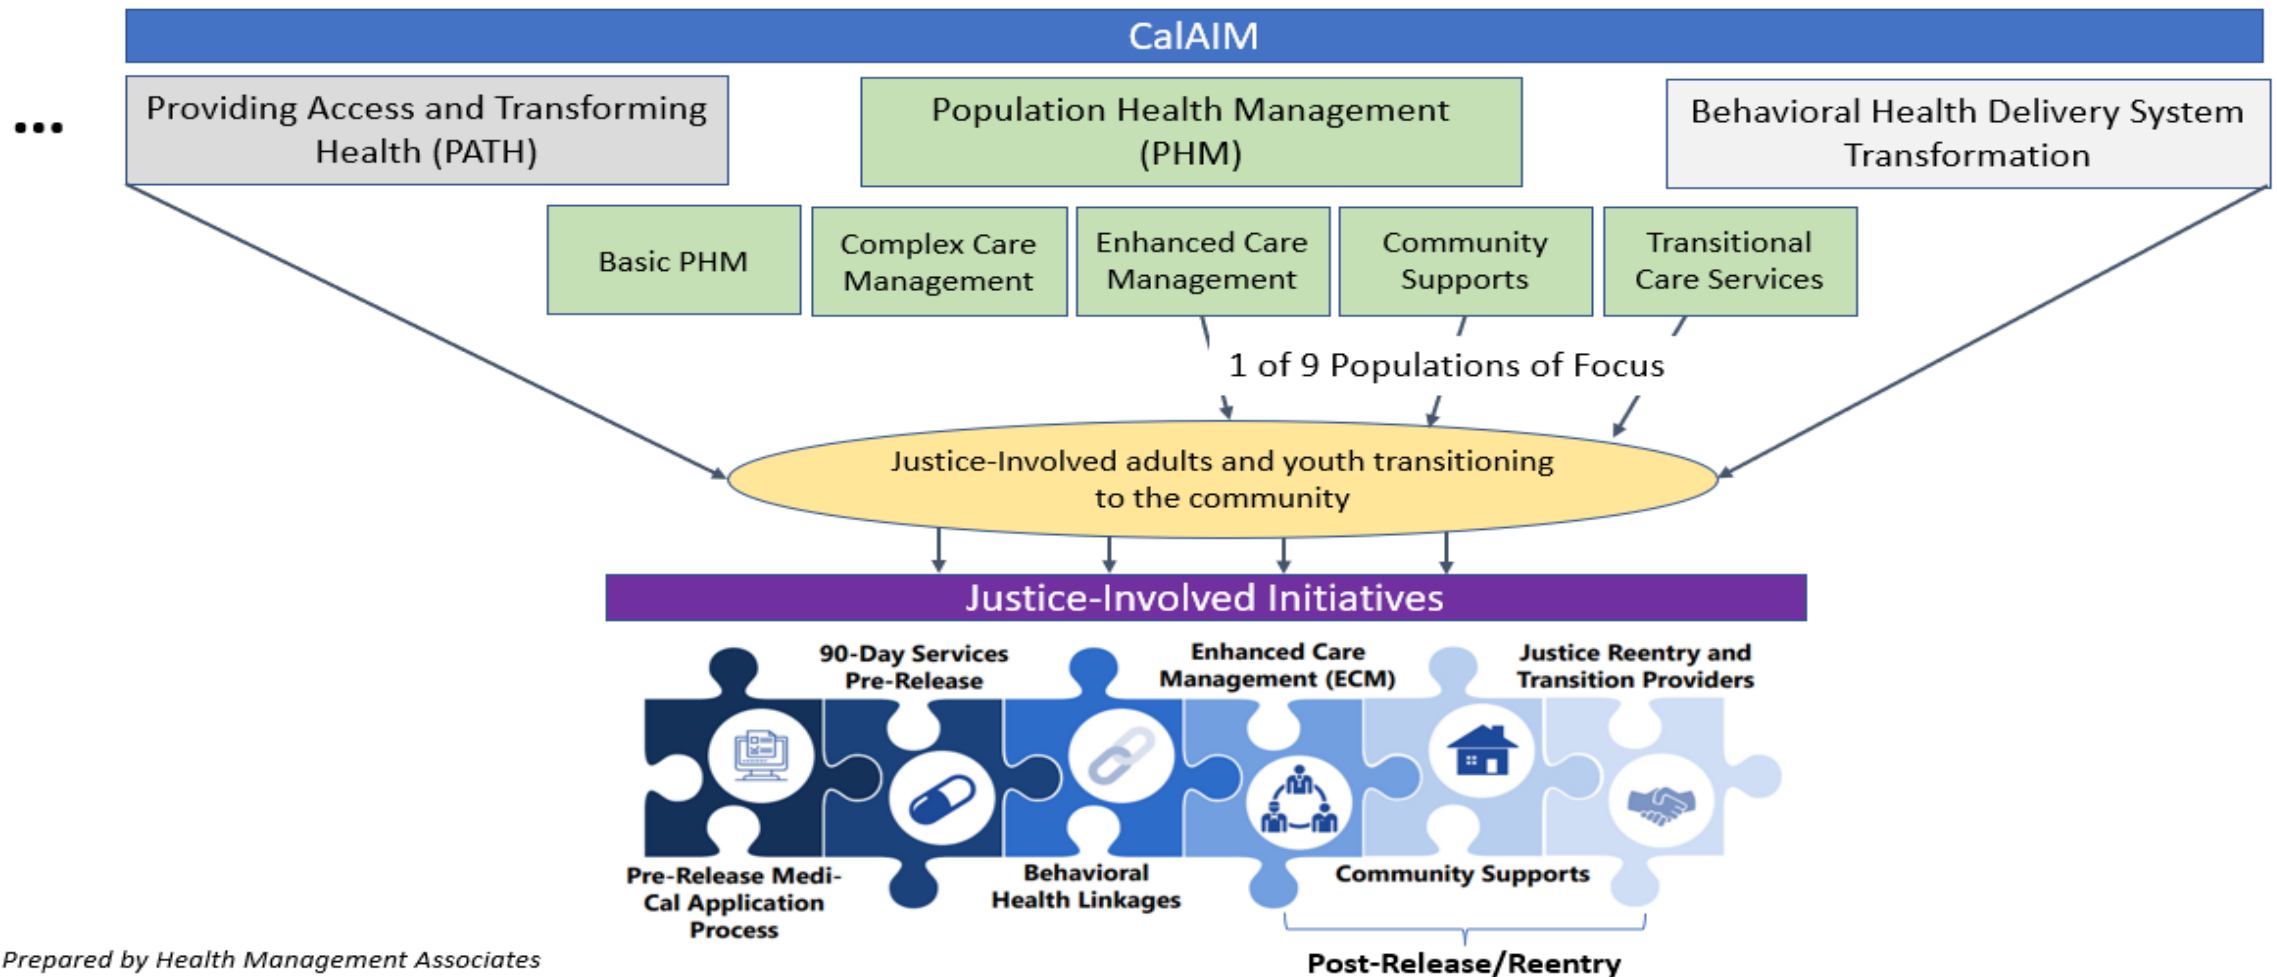 CalAIM
...
Providing Access and Transforming
Health (PATH)
Population Health Management
(PHM)
Behavioral Health Delivery System
Transformation
Basic PHM
Complex Care
Management
Enhanced Care
Management
Community
Supports
Transitional
Care Services
1 of 9 Populations of Focus
Justice-Involved adults and youth transitioning
to the community
Justice-Involved Initiatives
90-Day Services
Pre-Release
Enhanced Care
Management (ECM)
Justice Reentry and
Transition Providers
Pre-Release Medi-
Cal Application
Process
Behavioral
Health Linkages
Community Supports
Post-Release/Reentry
Prepared by Health Management Associates